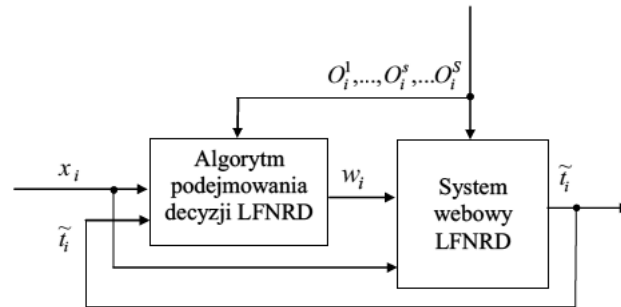 O_i^1,...,O_i^s,...O_i^S
x_i
Algorytm
podejmowania
decyzji LFNRD
w_i
System
webowy
LFNRD
t̃_i
t̃_i